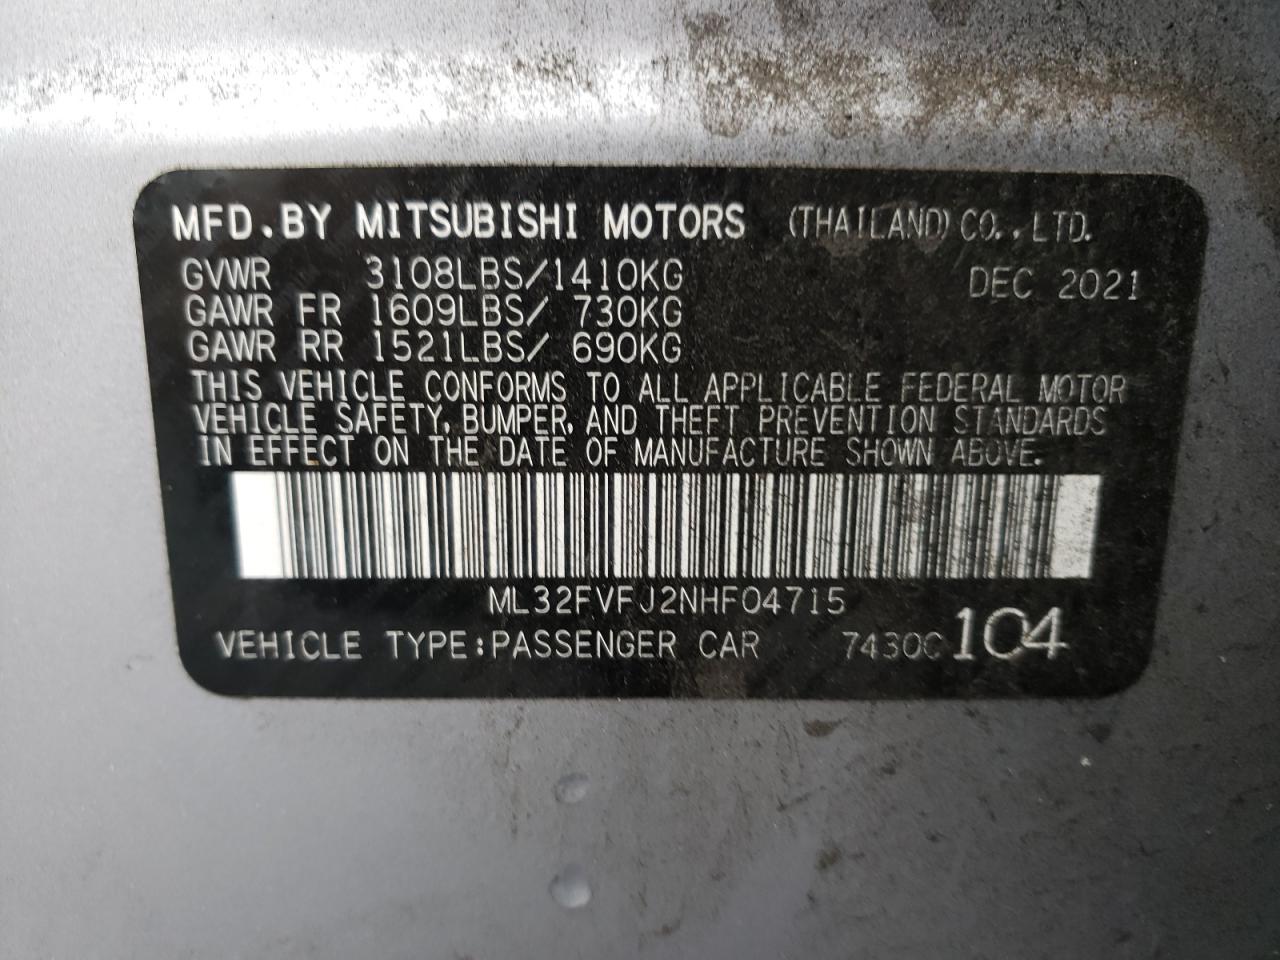 MFD.BY MITSUBISHI MOTORS (THAILAND) CO.,LTD.
GVWR 3108LBS/1410KG DEC 2021
GAWR FR 1609LBS/ 730KG
GAWR RR 1521LBS/ 690KG
THIS VEHICLE CONFORMS TO ALL APPLICABLE FEDERAL MOTOR
VEHICLE SAFETY, BUMPER, AND THEFT PREVENTION STANDARDS
IN EFFECT ON THE DATE OF MANUFACTURE SHOWN ABOVE.
ML32FVFJ2NHF04715
VEHICLE TYPE:PASSENGER CAR 7430C 104